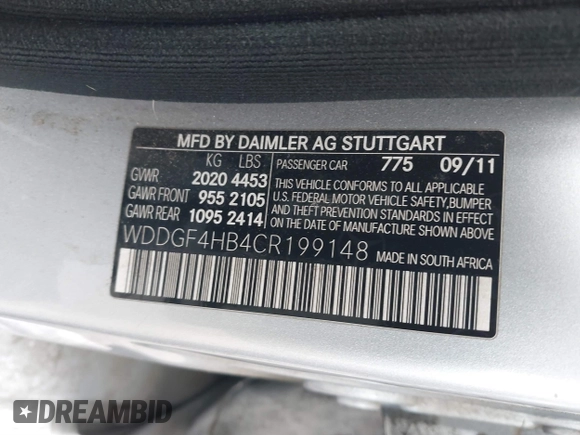 MFD BY DAIMLER AG STUTTGART
KG LBS PASSENGER CAR 775 09/11
GVWR 2020 4453
GAWR FRONT 955 2105
GAWR REAR 1095 2414
THIS VEHICLE CONFORMS TO ALL APPLICABLE
U.S. FEDERAL MOTOR VEHICLE SAFETY,BUMPER
AND THEFT PREVENTION STANDARDS IN EFFECT
ON THE DATE OF MANUFACTURE SHOWN ABOVE.
WDDGF4HB4CR199148 MADE IN SOUTH AFRICA
DREAMBID